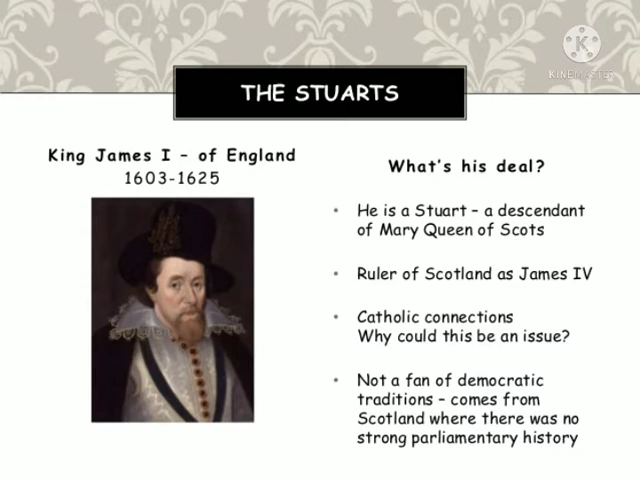 KINEMASTER
THE STUARTS
King James I – of England
1603-1625
What's his deal?
• He is a Stuart – a descendant
of Mary Queen of Scots
• Ruler of Scotland as James IV
• Catholic connections
Why could this be an issue?
• Not a fan of democratic
traditions – comes from
Scotland where there was no
strong parliamentary history